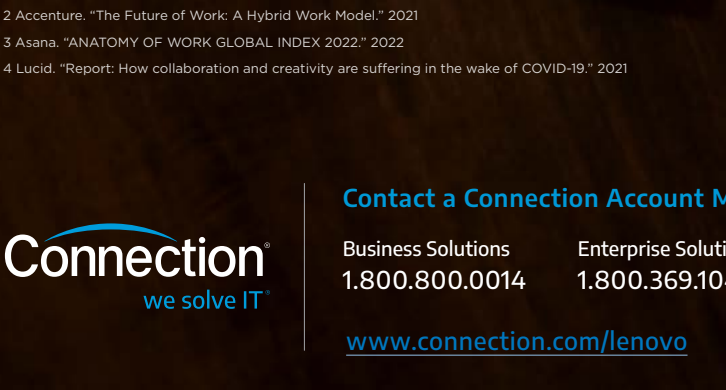 2 Accenture. “The Future of Work: A Hybrid Work Model.” 2021
3 Asana. “ANATOMY OF WORK GLOBAL INDEX 2022.” 2022
4 Lucid. “Report: How collaboration and creativity are suffering in the wake of COVID-19.” 2021
Connection®
we solve IT®
Contact a Connection Account
Business Solutions
1.800.800.0014
Enterprise
www.connection.com/lenovo